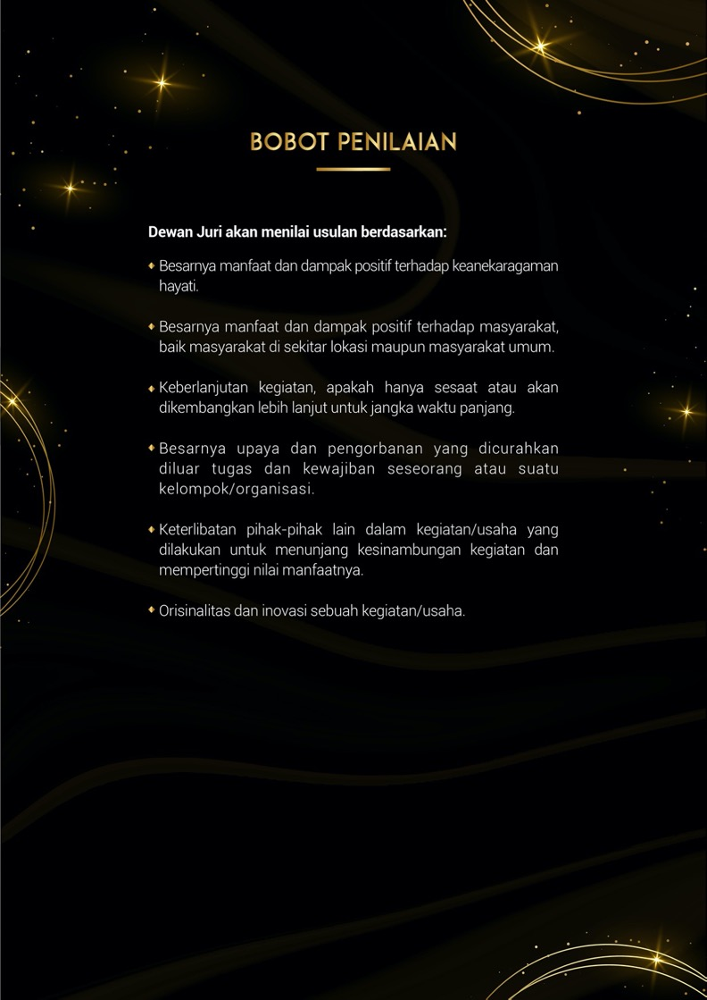 BOBOT PENILAIAN
Dewan Juri akan menilai usulan berdasarkan:
Besarnya manfaat dan dampak positif terhadap keanekaragaman
hayati.
Besarnya manfaat dan dampak positif terhadap masyarakat,
baik masyarakat di sekitar lokasi maupun masyarakat umum.
Keberlanjutan kegiatan, apakah hanya sesaat atau akan
dikembangkan lebih lanjut untuk jangka waktu panjang.
Besarnya upaya dan pengorbanan yang dicurahkan
diluar tugas dan kewajiban seseorang atau suatu
kelompok/organisasi.
Keterlibatan pihak-pihak lain dalam kegiatan/usaha yang
dilakukan untuk menunjang kesinambungan kegiatan dan
mempertinggi nilai manfaatnya.
Orisinalitas dan inovasi sebuah kegiatan/usaha.